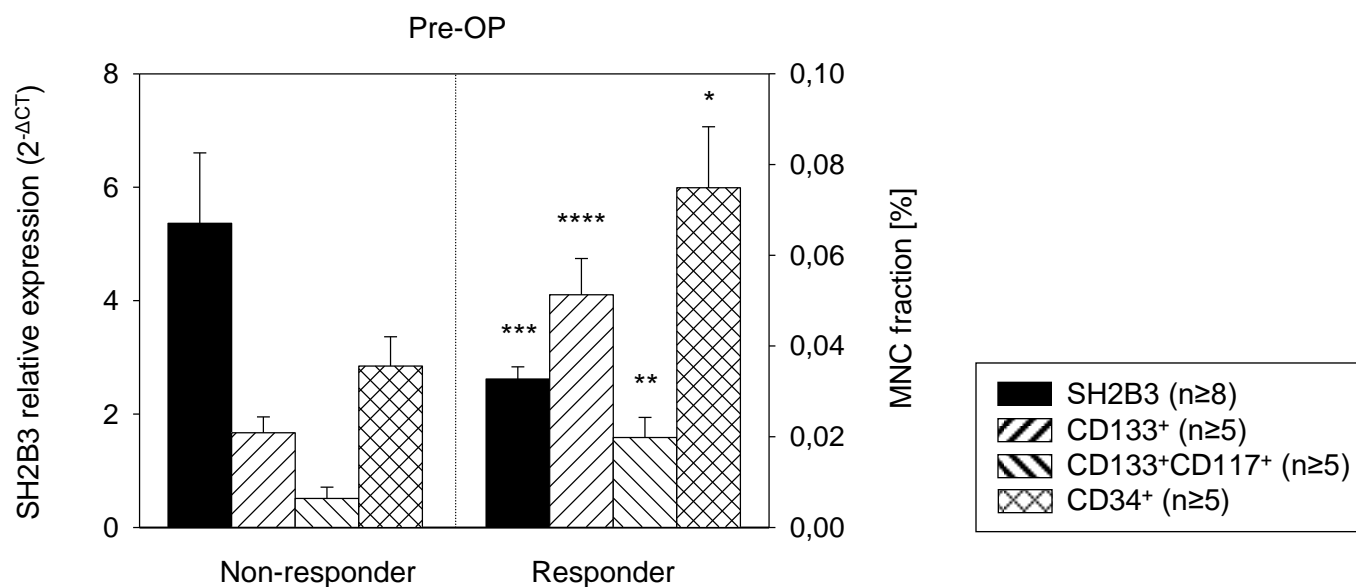 Pre-OP
SH2B3 relative expression (2^-ΔCT)
8
6
4
2
0
0,10
0,08
0,06
0,04
0,02
0,00
MNC fraction [%]
***
****
**
*
Non-responder
Responder
SH2B3 (n≥8)
CD133⁺ (n≥5)
CD133⁺CD117⁺ (n≥5)
CD34⁺ (n≥5)